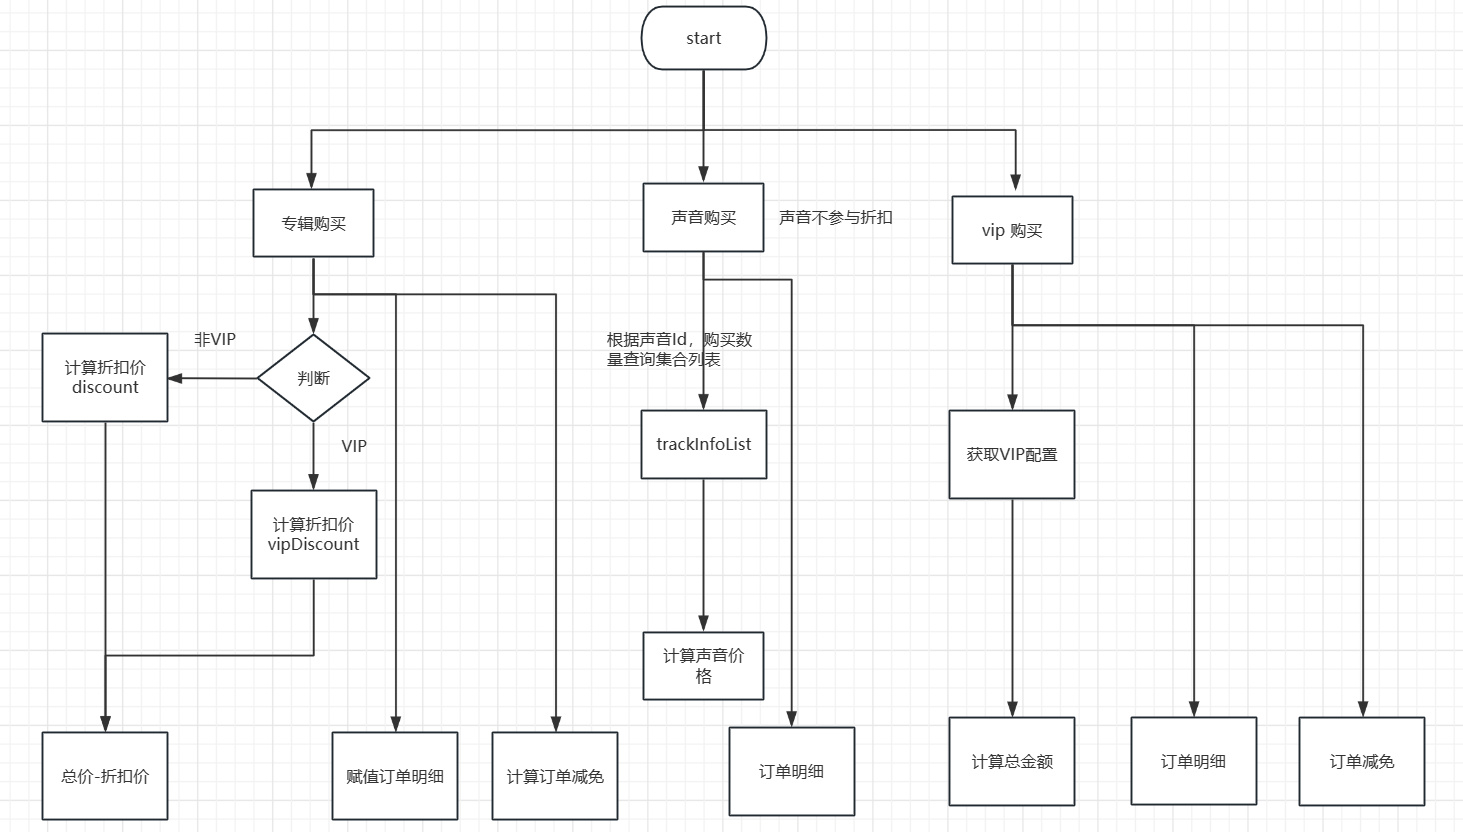 start
专辑购买
声音购买
声音不参与折扣
vip 购买
非VIP
计算折扣价
discount
判断
根据声音Id，购买数
量查询集合列表
VIP
trackInfoList
获取VIP配置
计算折扣价
vipDiscount
计算声音价
格
总价-折扣价
赋值订单明细
计算订单减免
订单明细
计算总金额
订单明细
订单减免